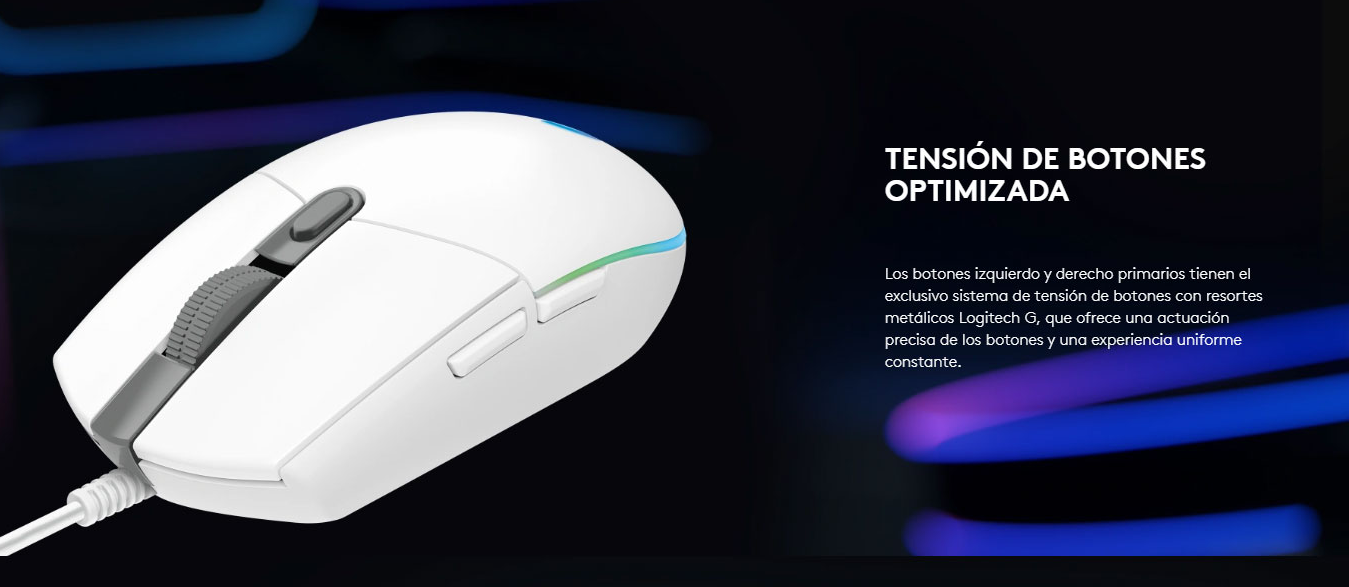 TENSIÓN DE BOTONES
OPTIMIZADA
Los botones izquierdo y derecho primarios tienen el
exclusivo sistema de tensión de botones con resortes
metálicos Logitech G, que ofrece una actuación
precisa de los botones y una experiencia uniforme
constante.